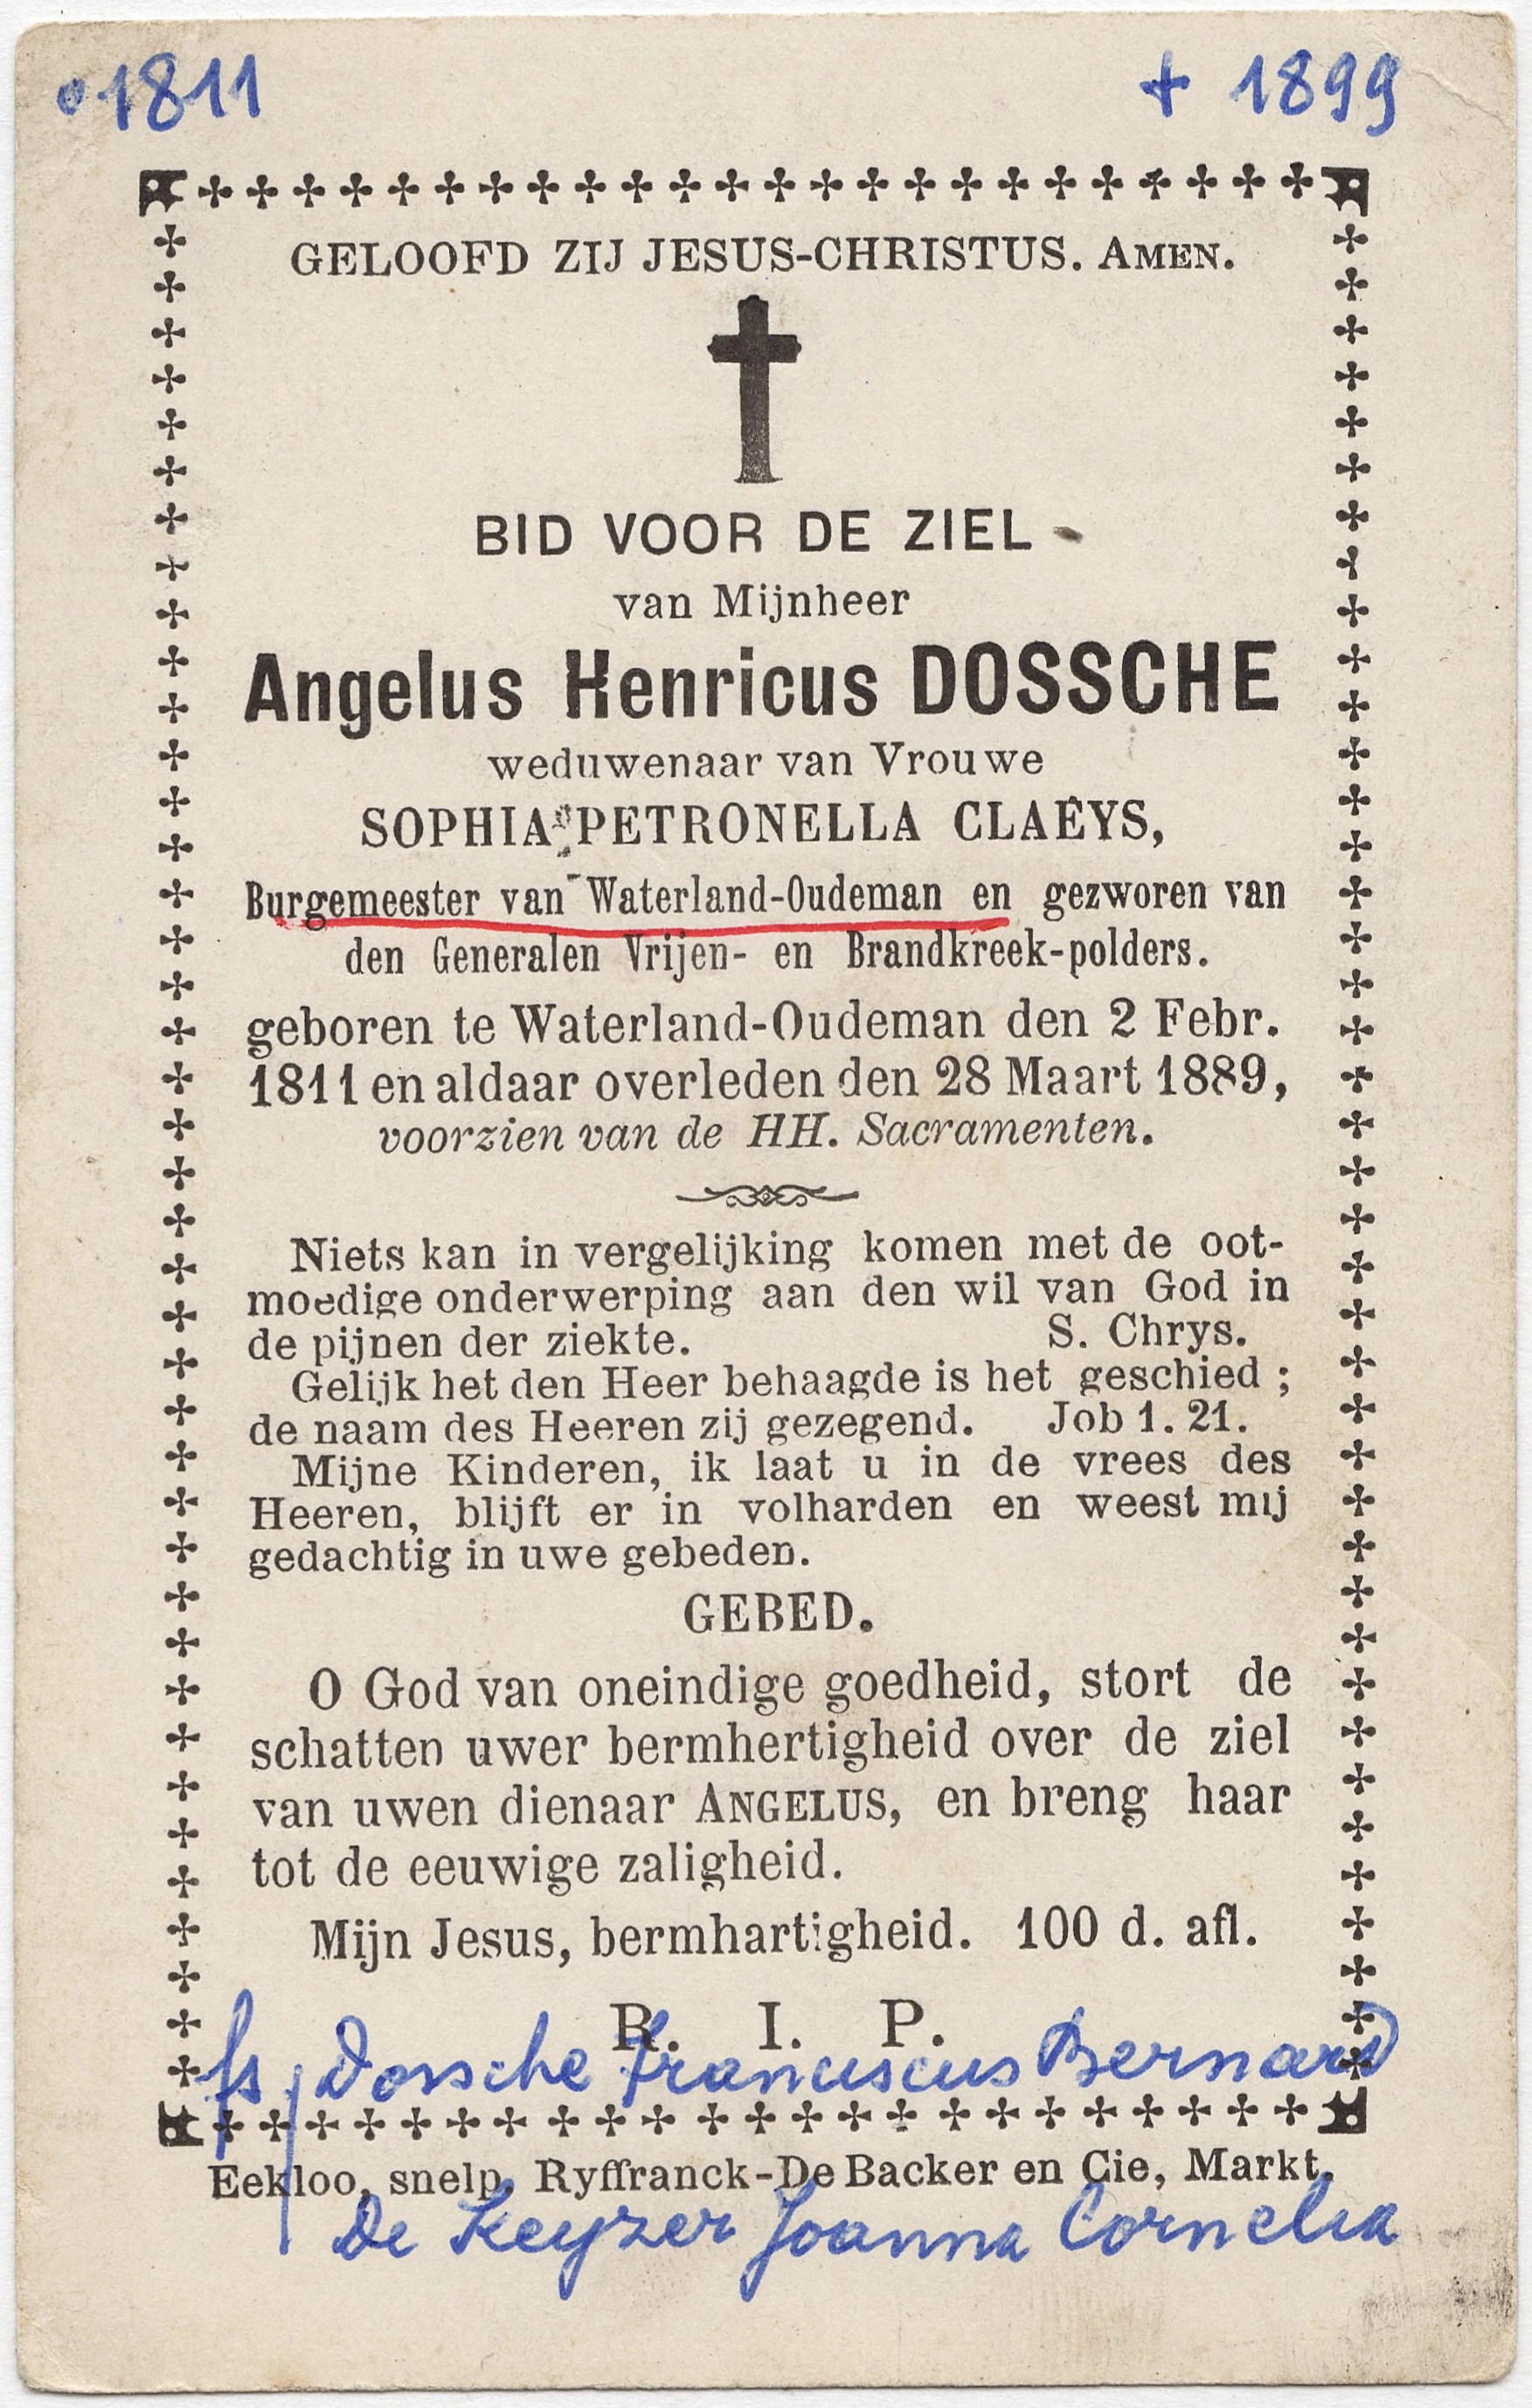 ° 1811 + 1899
GELOOFD ZIJ JESUS-CHRISTUS. AMEN.
BID VOOR DE ZIEL
van Mijnheer
Angelus Henricus DOSSCHE
weduwenaar van Vrouwe
SOPHIA PETRONELLA CLAEYS,
Burgemeester van Waterland-Oudeman en gezworen van
den Generalen Vrijen- en Brandkreek-polders.
geboren te Waterland-Oudeman den 2 Febr.
1811 en aldaar overleden den 28 Maart 1889,
voorzien van de HH. Sacramenten.
Niets kan in vergelijking komen met de oot-
moedige onderwerping aan den wil van God in
de pijnen der ziekte. S. Chrys.
Gelijk het den Heer behaagde is het geschied ;
de naam des Heeren zij gezegend. Job 1. 21.
Mijne Kinderen, ik laat u in de vrees des
Heeren, blijft er in volharden en weest mij
gedachtig in uwe gebeden.
GEBED.
O God van oneindige goedheid, stort de
schatten uwer bermhertigheid over de ziel
van uwen dienaar ANGELUS, en breng haar
tot de eeuwige zaligheid.
Mijn Jesus, bermhartigheid. 100 d. afl.
R. I. P.
fs Dossche Franciscus Bernard
Eekloo, snelp. Ryffranck-De Backer en Cie, Markt.
De Keyzer Joanna Cornelia